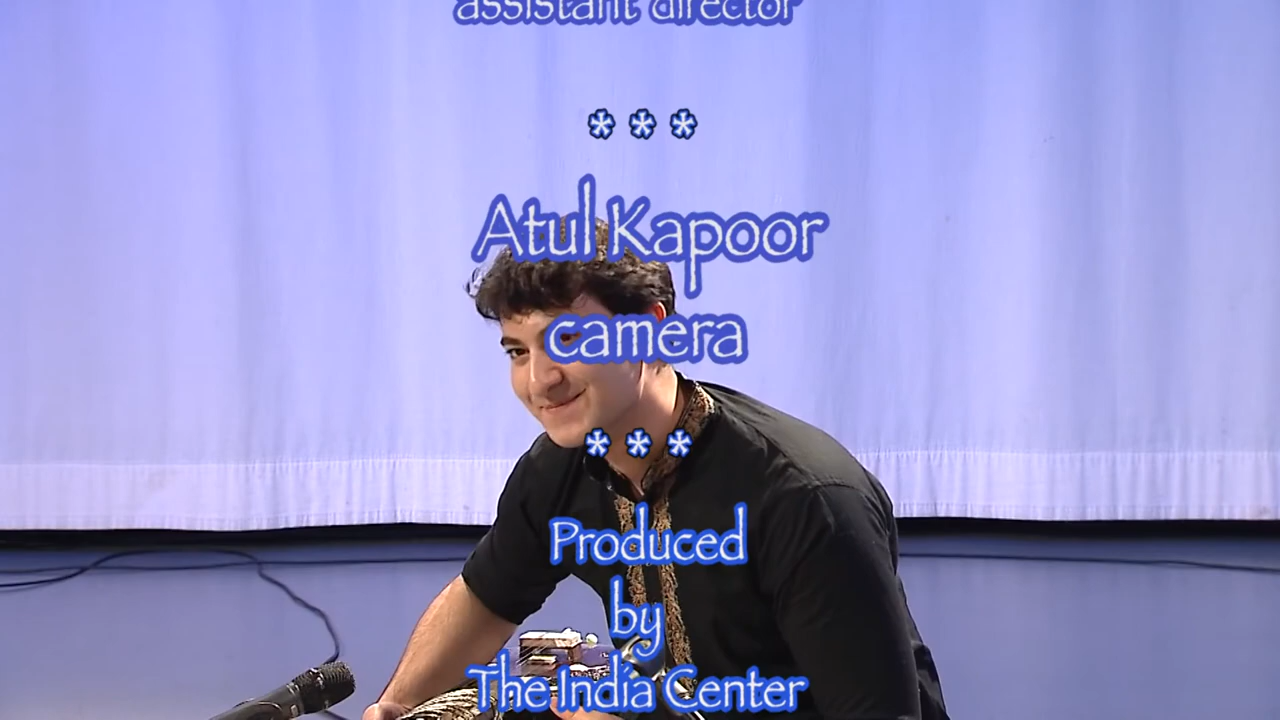 assistant director
* * *
Atul Kapoor
camera
* * *
Produced
by
The India Center